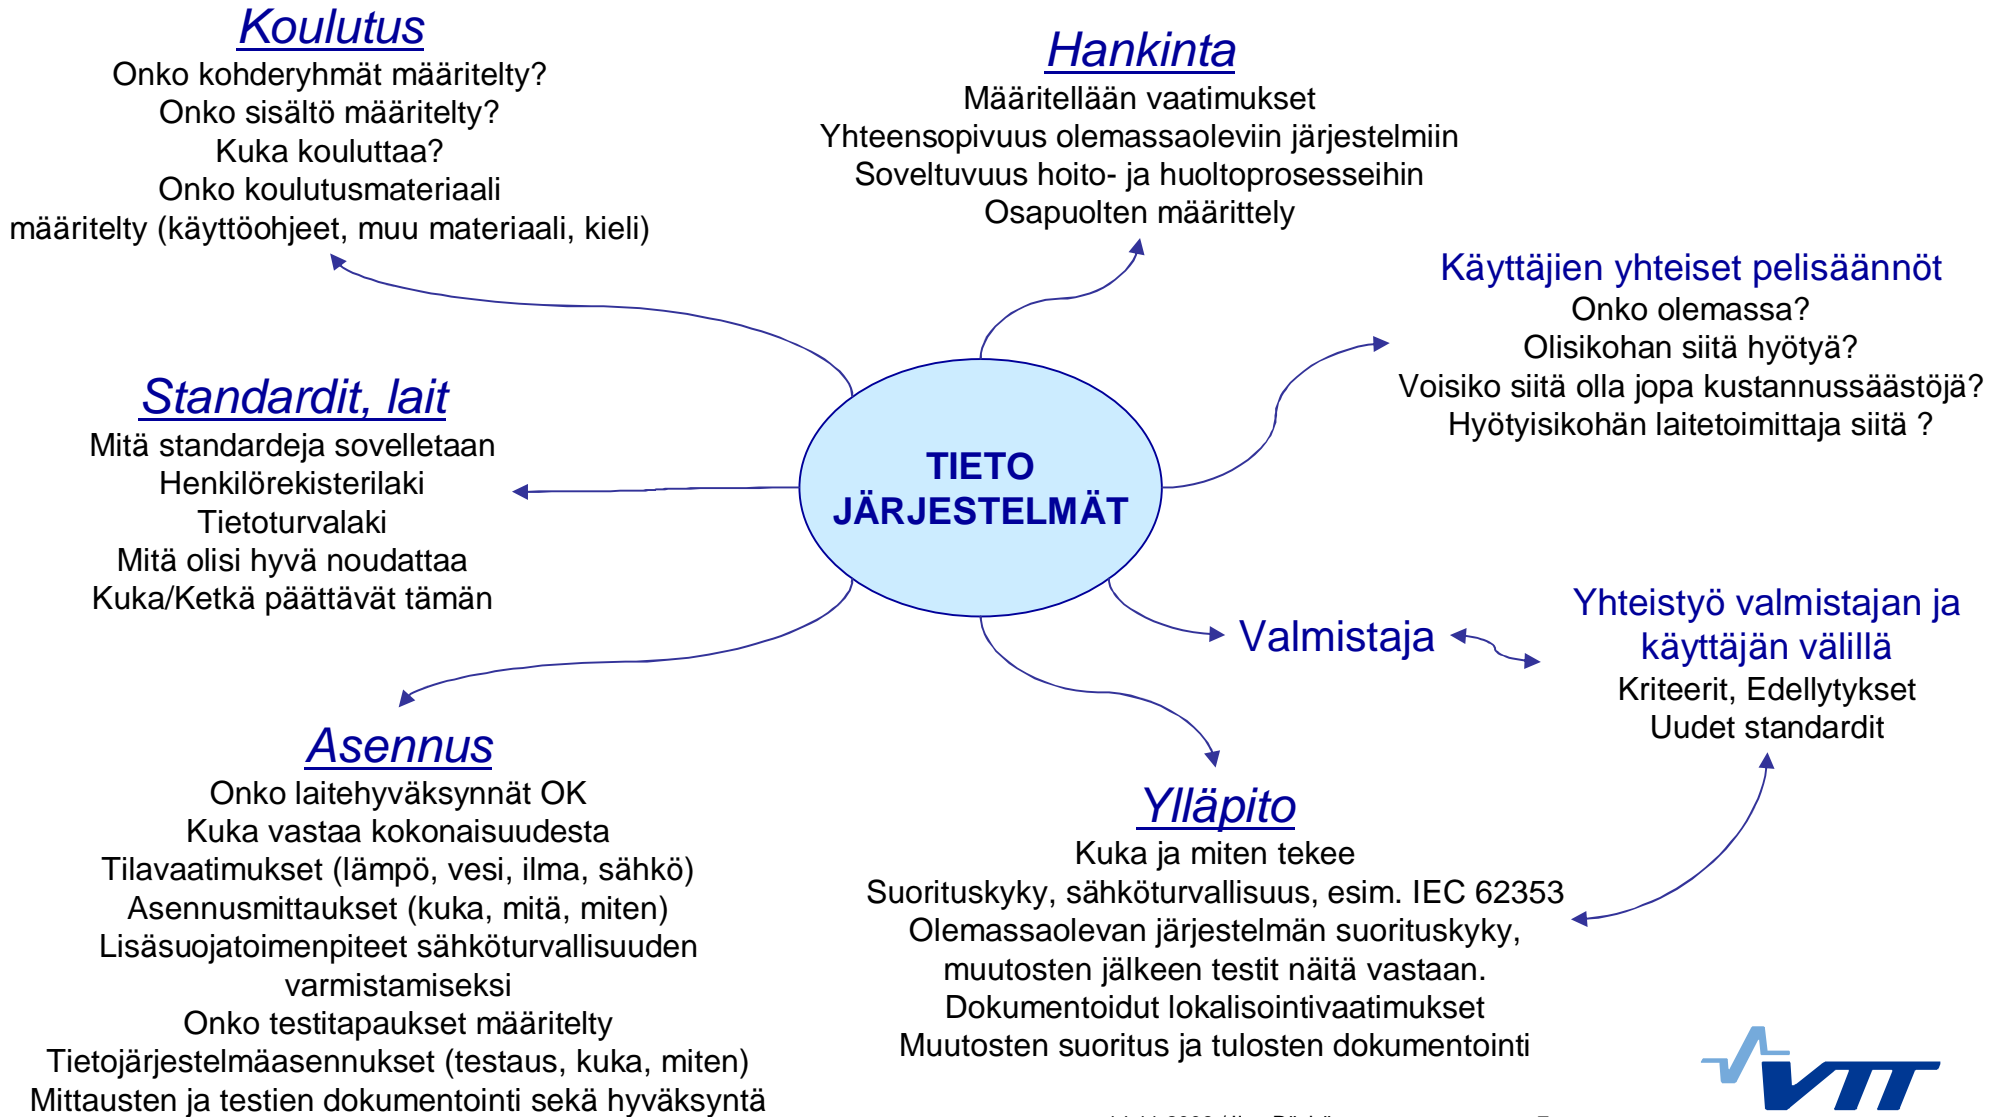 Koulutus
Onko kohderyhmät määritelty?
Onko sisältö määritelty?
Kuka kouluttaa?
Onko koulutusmateriaali
määritelty (käyttöohjeet, muu materiaali, kieli)
Hankinta
Määritellään vaatimukset
Yhteensopivuus olemassaoleviin järjestelmiin
Soveltuvuus hoito- ja huoltoprosesseihin
Osapuolten määrittely
Käyttäjien yhteiset pelisäännöt
Onko olemassa?
Olisikohan siitä hyötyä?
Voisiko siitä olla jopa kustannussäästöjä?
Hyötyisikohän laitetoimittaja siitä ?
Standardit, lait
Mitä standardeja sovelletaan
Henkilörekisterilaki
Tietoturvalaki
Mitä olisi hyvä noudattaa
Kuka/Ketkä päättävät tämän
TIETO
JÄRJESTELMÄT
Valmistaja
Yhteistyö valmistajan ja
käyttäjän välillä
Kriteerit, Edellytykset
Uudet standardit
Asennus
Onko laitehyväksynnät OK
Kuka vastaa kokonaisuudesta
Tilavaatimukset (lämpö, vesi, ilma, sähkö)
Asennusmittaukset (kuka, mitä, miten)
Lisäsuojatoimenpiteet sähköturvallisuuden
varmistamiseksi
Onko testitapaukset määritelty
Tietojärjestelmäasennukset (testaus, kuka, miten)
Mittausten ja testien dokumentointi sekä hyväksyntä
Ylläpito
Kuka ja miten tekee
Suorituskyky, sähköturvallisuus, esim. IEC 62353
Olemassaolevan järjestelmän suorituskyky,
muutosten jälkeen testit näitä vastaan.
Dokumentoidut lokalisointivaatimukset
Muutosten suoritus ja tulosten dokumentointi
VTT